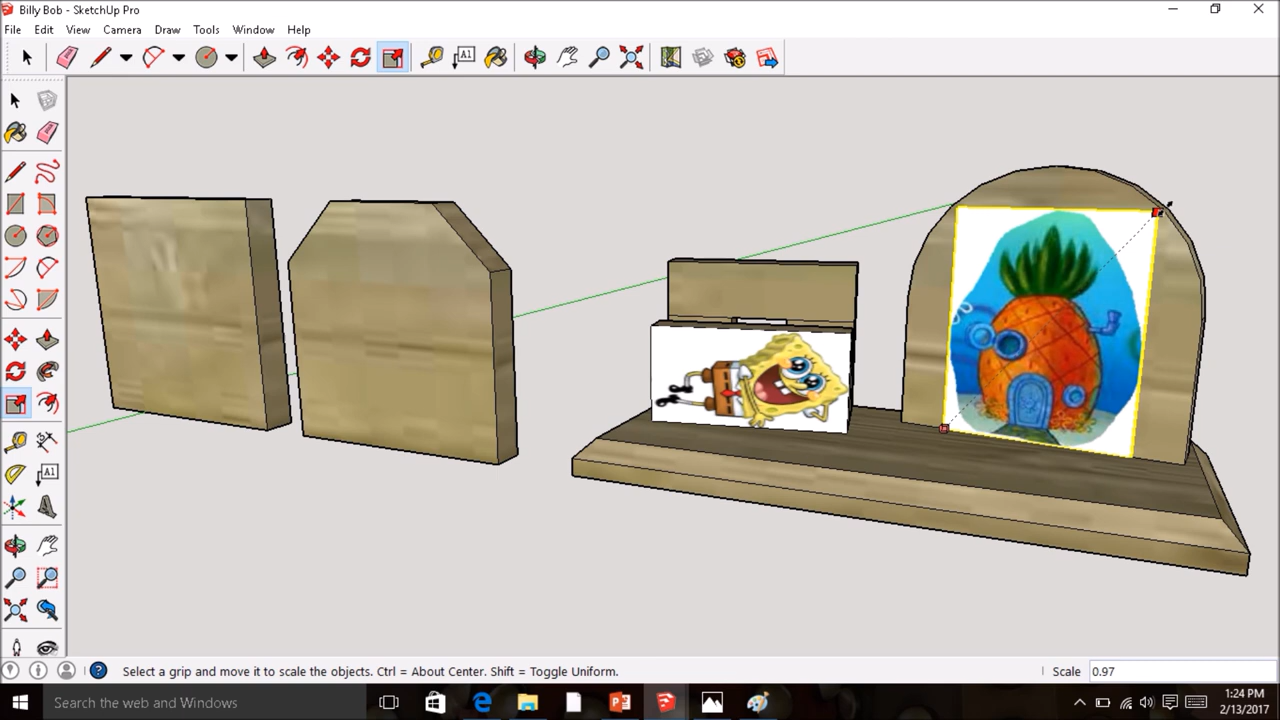 Billy Bob - SketchUp Pro
File Edit View Camera Draw Tools Window Help
A1
A1
Select a grip and move it to scale the objects. Ctrl = About Center. Shift = Toggle Uniform.
Scale 0.97
Search the web and Windows
1:24 PM
2/13/2017